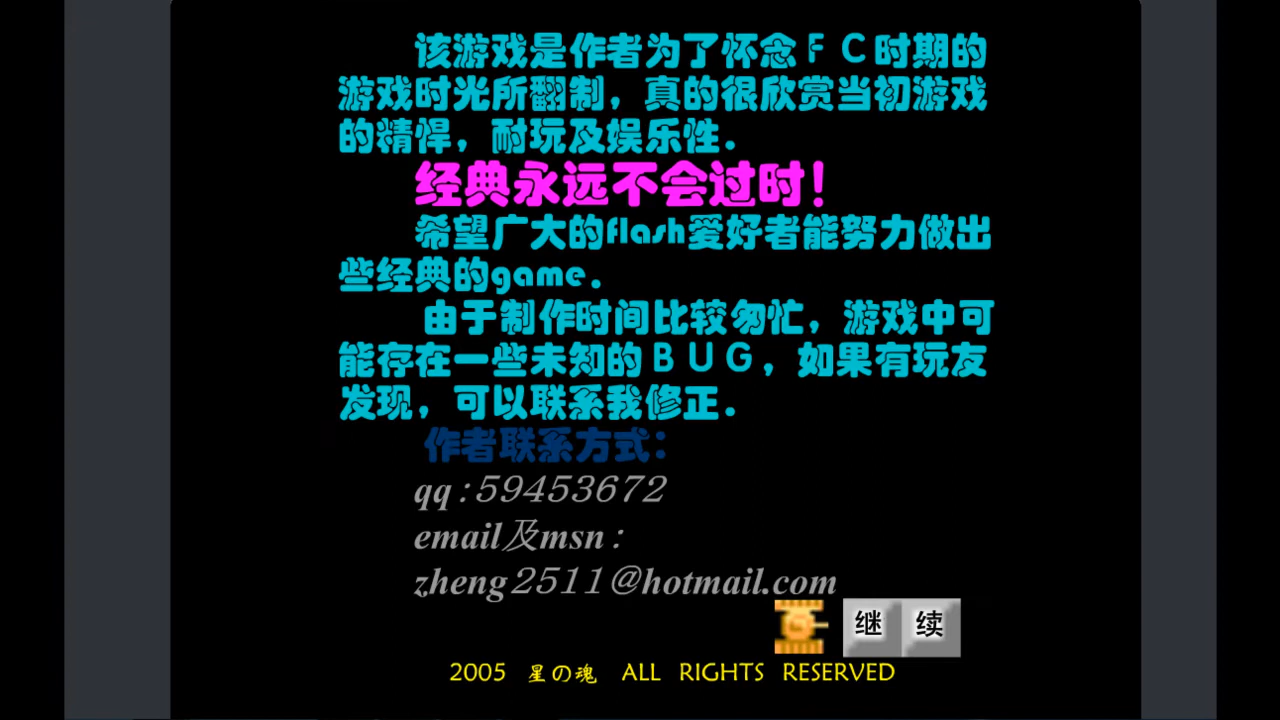 该游戏是作者为了怀念ＦＣ时期的
游戏时光所翻制，真的很欣赏当初游戏
的精悍，耐玩及娱乐性.
经典永远不会过时!
希望广大的flash爱好者能努力做出
些经典的game.
由于制作时间比较匆忙，游戏中可
能存在一些未知的ＢＵＧ，如果有玩友
发现，可以联系我修正.
作者联系方式:
qq:59453672
email及msn:
zheng2511@hotmail.com
继续
2005 星の魂 ALL RIGHTS RESERVED